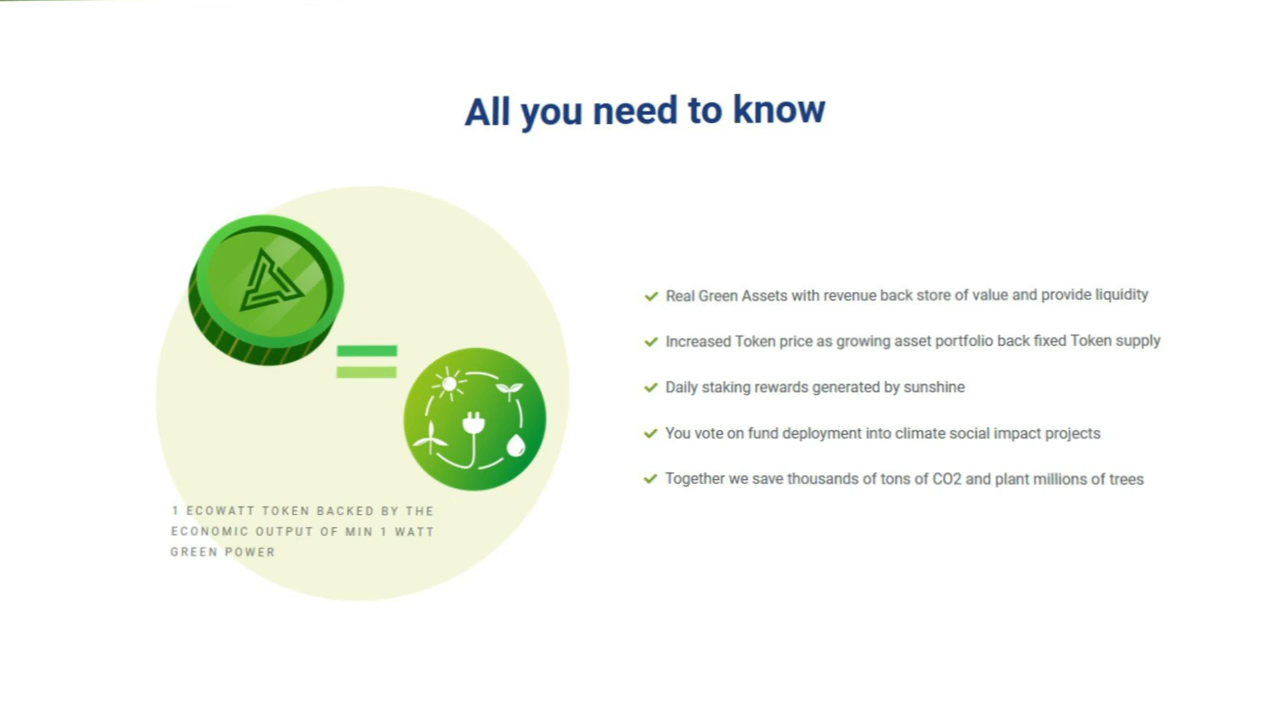 All you need to know
1 ECOWATT TOKEN BACKED BY THE
ECONOMIC OUTPUT OF MIN 1 WATT
GREEN POWER
Real Green Assets with revenue back store of value and provide liquidity
Increased Token price as growing asset portfolio back fixed Token supply
Daily staking rewards generated by sunshine
You vote on fund deployment into climate social impact projects
Together we save thousands of tons of CO2 and plant millions of trees